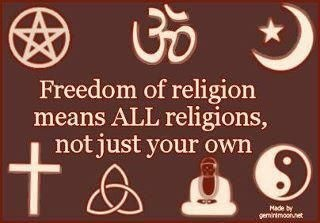 ॐ
Freedom of religion
means ALL religions,
not just your own
Made by
geminimoon.net